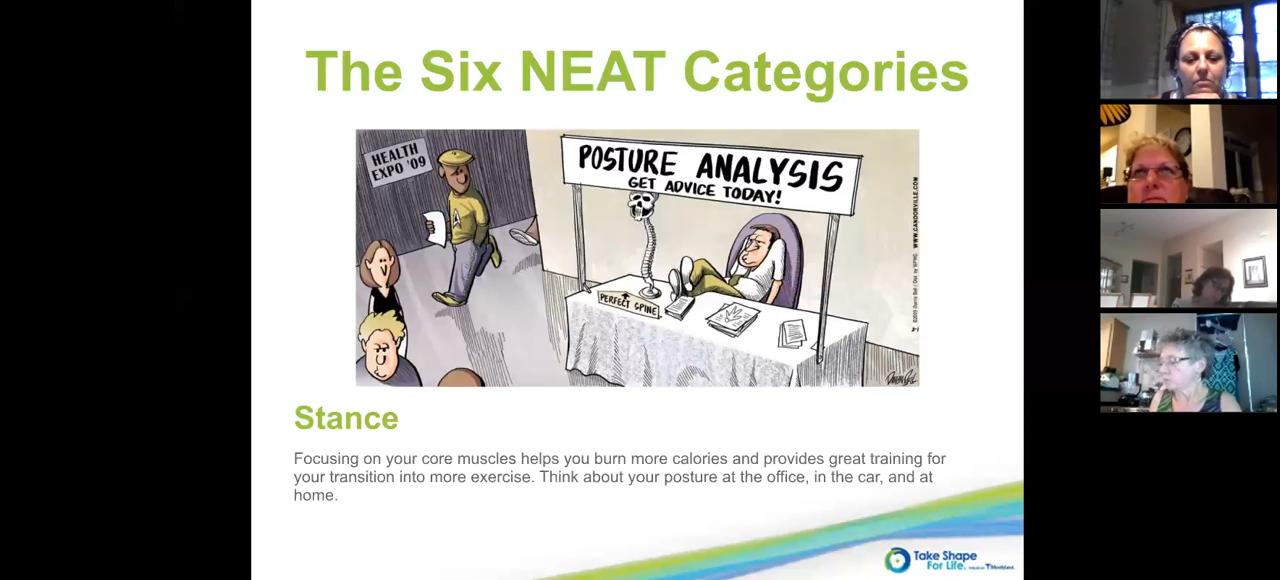 The Six NEAT Categories
HEALTH
EXPO '09
POSTURE ANALYSIS
GET ADVICE TODAY!
PERFECT SPINE
WWW.CANDORVILLE.COM
Stance
Focusing on your core muscles helps you burn more calories and provides great training for
your transition into more exercise. Think about your posture at the office, in the car, and at
home.
Take Shape
For Life.